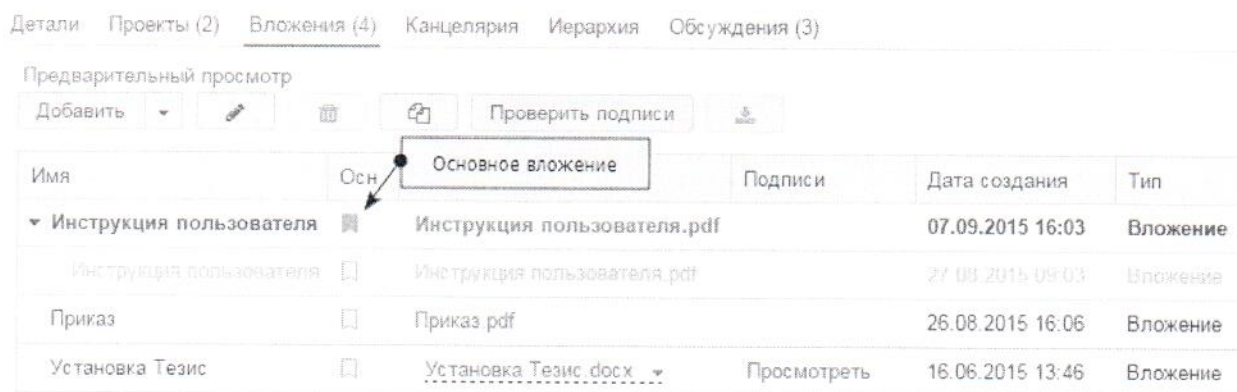 Детали Проекты (2) Вложения (4) Канцелярия Иерархия Обсуждения (3)
Предварительный просмотр
Добавить Проверить подписи
Основное вложение
Имя Осн Подписи Дата создания Тип
Инструкция пользователя Инструкция пользователя.pdf 07.09.2015 16:03 Вложение
Инструкция пользователя Инструкция пользователя.pdf 27.08.2015 09:03 Вложение
Приказ Приказ.pdf 26.08.2015 16:06 Вложение
Установка Тезис Установка Тезис.docx Просмотреть 16.06.2015 13:46 Вложение